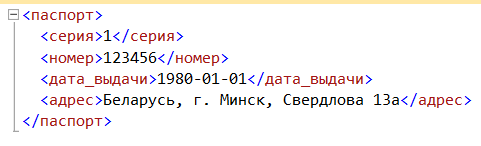 <паспорт>
<серия>1</серия>
<номер>123456</номер>
<дата_выдачи>1980-01-01</дата_выдачи>
<адрес>Беларусь, г. Минск, Свердлова 13а</адрес>
</паспорт>